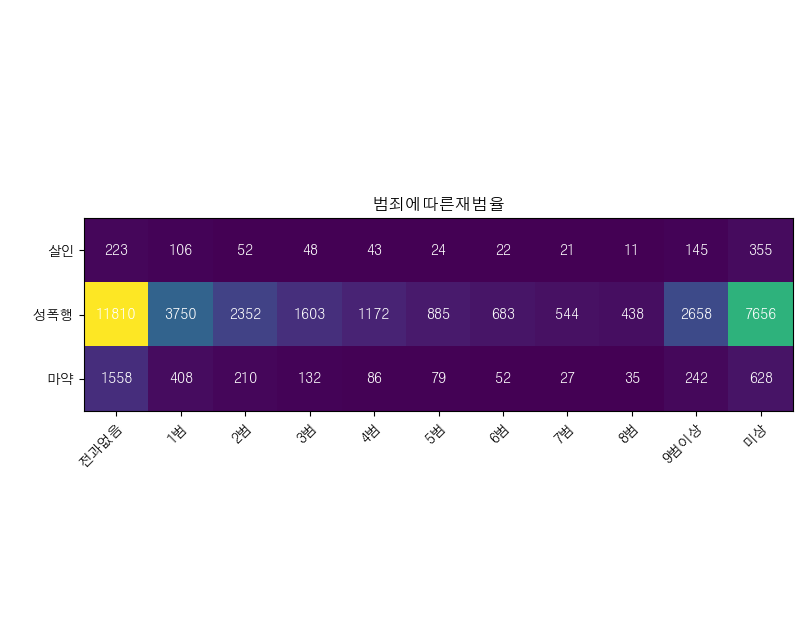 범죄에따른재범율
살인 223 106 52 48 43 24 22 21 11 145 355
성폭행 11810 3750 2352 1603 1172 885 683 544 438 2658 7656
마약 1558 408 210 132 86 79 52 27 35 242 628
전과없음 1범 2범 3범 4범 5범 6범 7범 8범 9범이상 미상